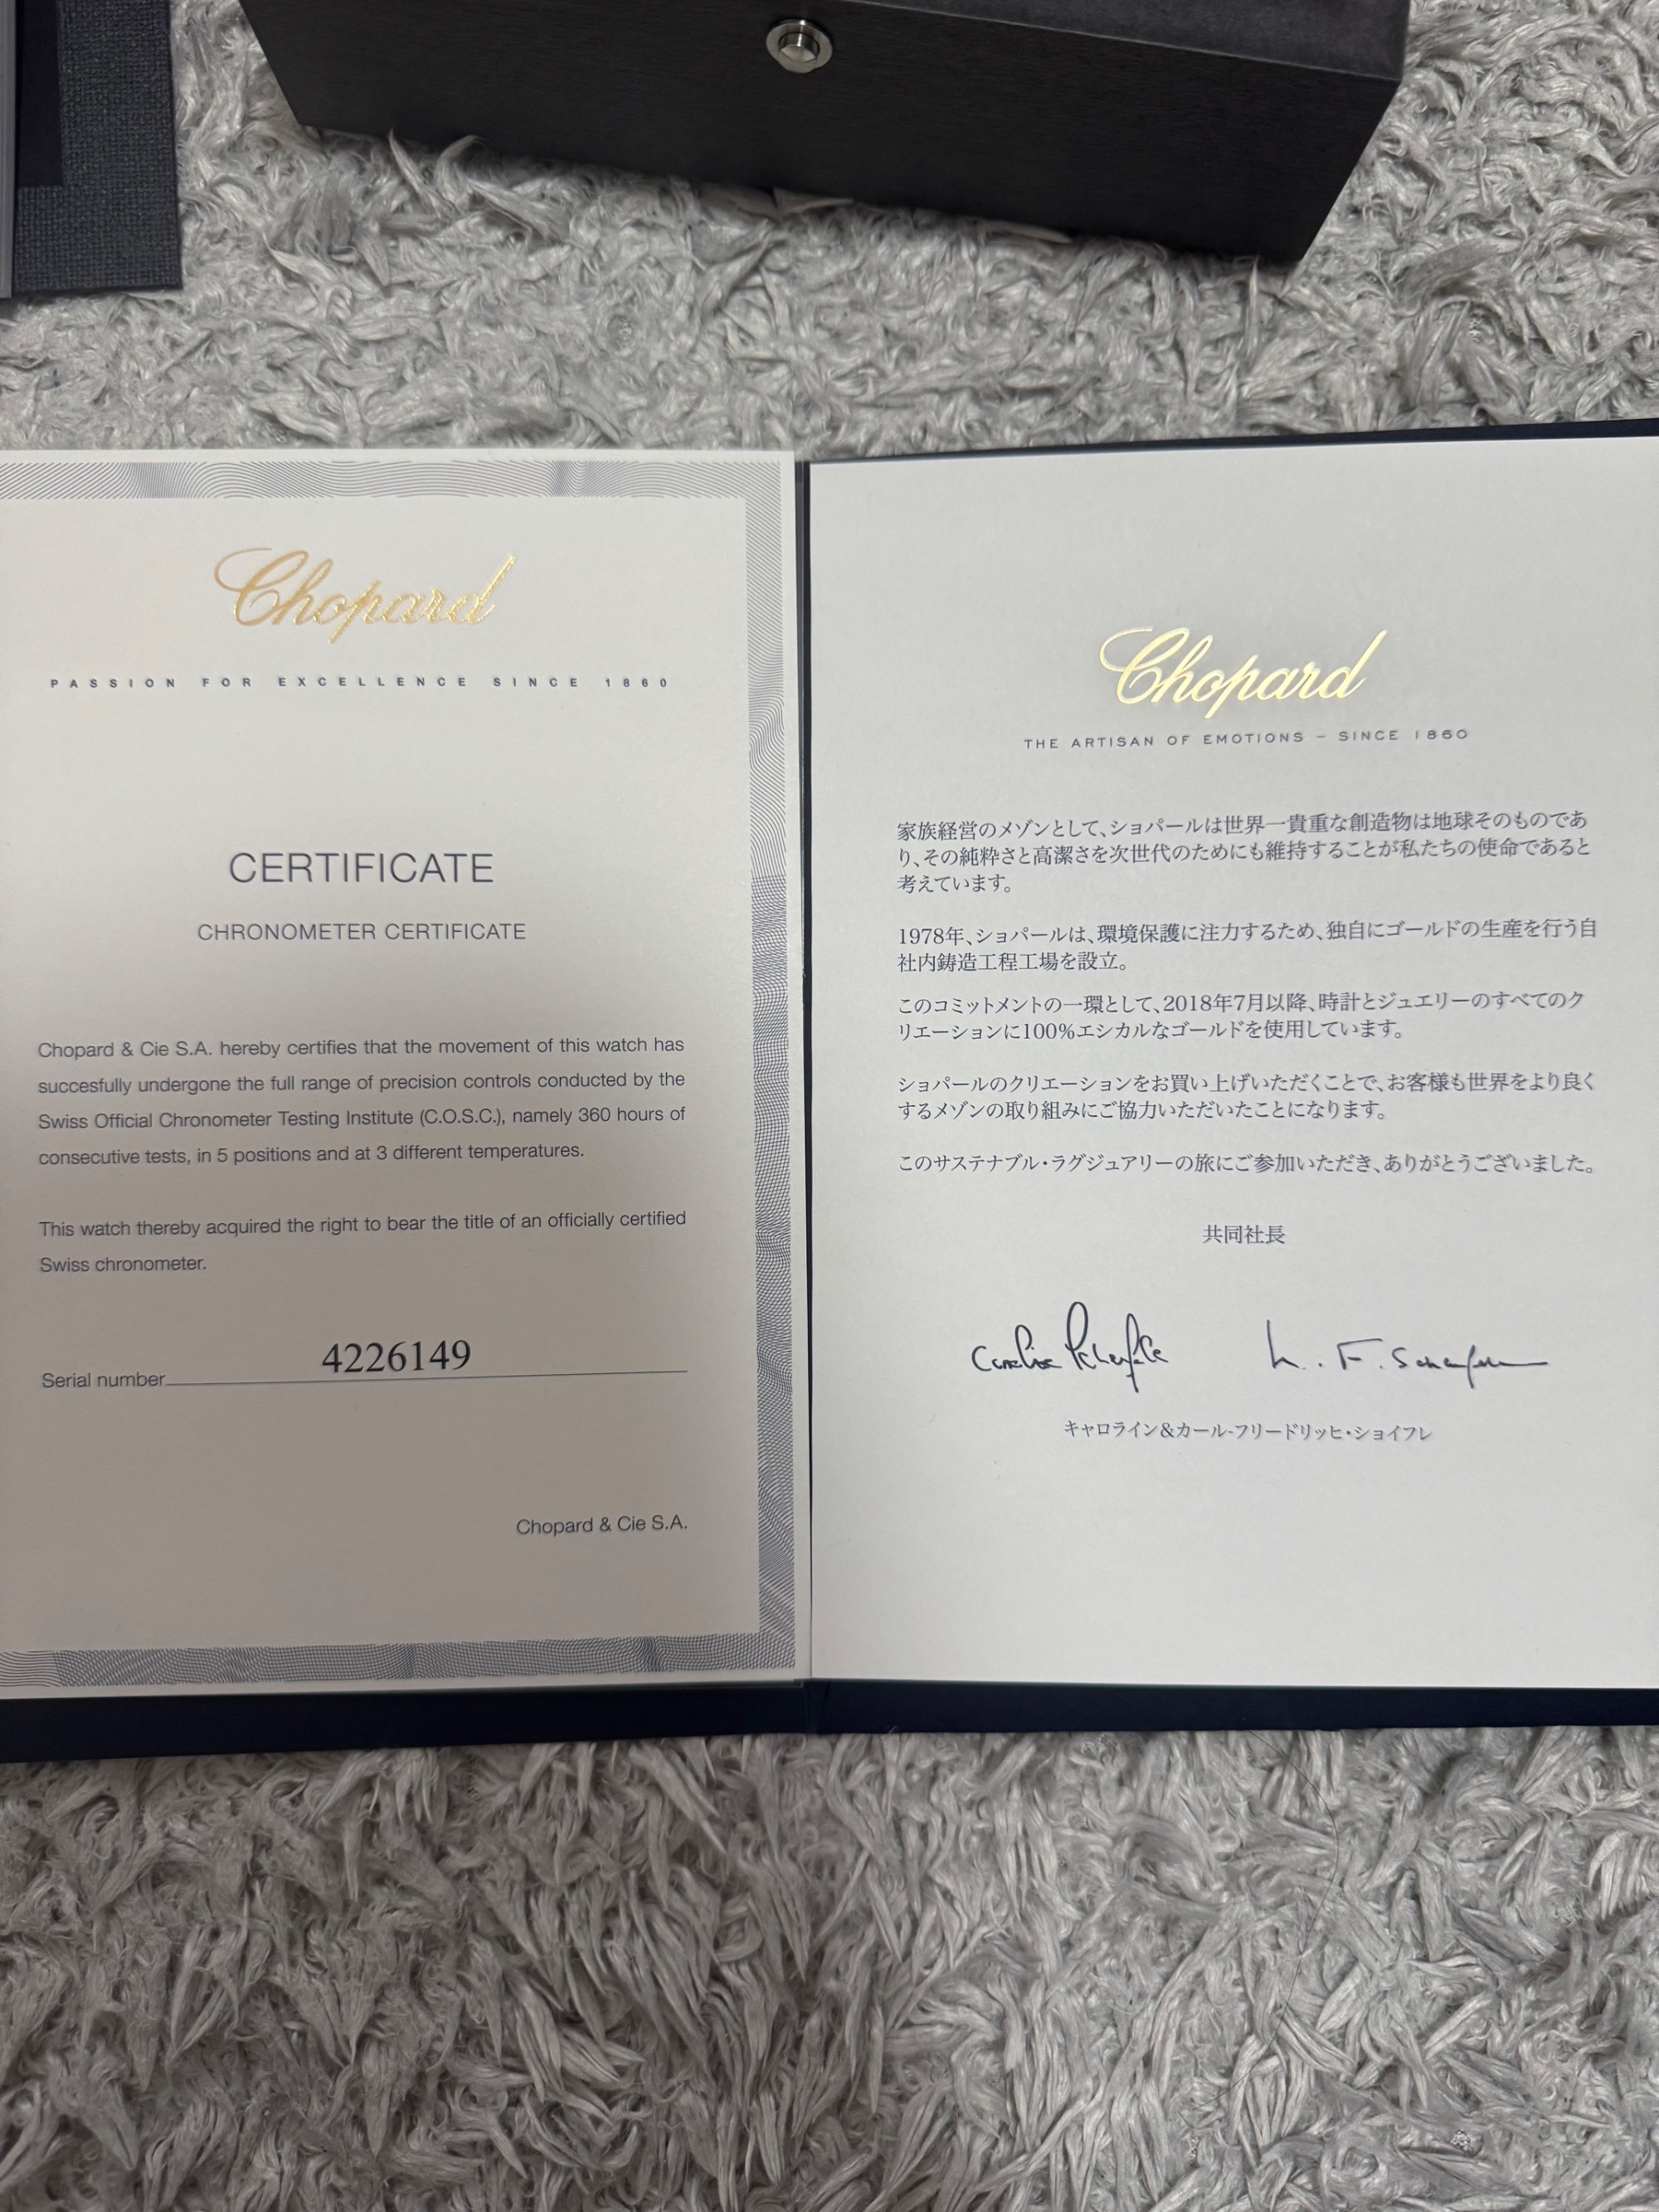 Chopard
PASSION FOR EXCELLENCE SINCE 1860
CERTIFICATE
CHRONOMETER CERTIFICATE
Chopard & Cie S.A. hereby certifies that the movement of this watch has
succesfully undergone the full range of precision controls conducted by the
Swiss Official Chronometer Testing Institute (C.O.S.C.), namely 360 hours of
consecutive tests, in 5 positions and at 3 different temperatures.
This watch thereby acquired the right to bear the title of an officially certified
Swiss chronometer.
Serial number 4226149
Chopard & Cie S.A.
Chopard
THE ARTISAN OF EMOTIONS – SINCE 1860
家族経営のメゾンとして、ショパールは世界一貴重な創造物は地球そのものであ
り、その純粋さと高潔さを次世代のためにも維持することが私たちの使命であると
考えています。
1978年、ショパールは、環境保護に注力するため、独自にゴールドの生産を行う自
社内鋳造工程工場を設立。
このコミットメントの一環として、2018年7月以降、時計とジュエリーのすべてのク
リエーションに100%エシカルなゴールドを使用しています。
ショパールのクリエーションをお買い上げいただくことで、お客様も世界をより良く
するメゾンの取り組みにご協力いただいたことになります。
このサステナブル・ラグジュアリーの旅にご参加いただき、ありがとうございました。
共同社長
キャロライン&カール-フリードリッヒ・ショイフレ